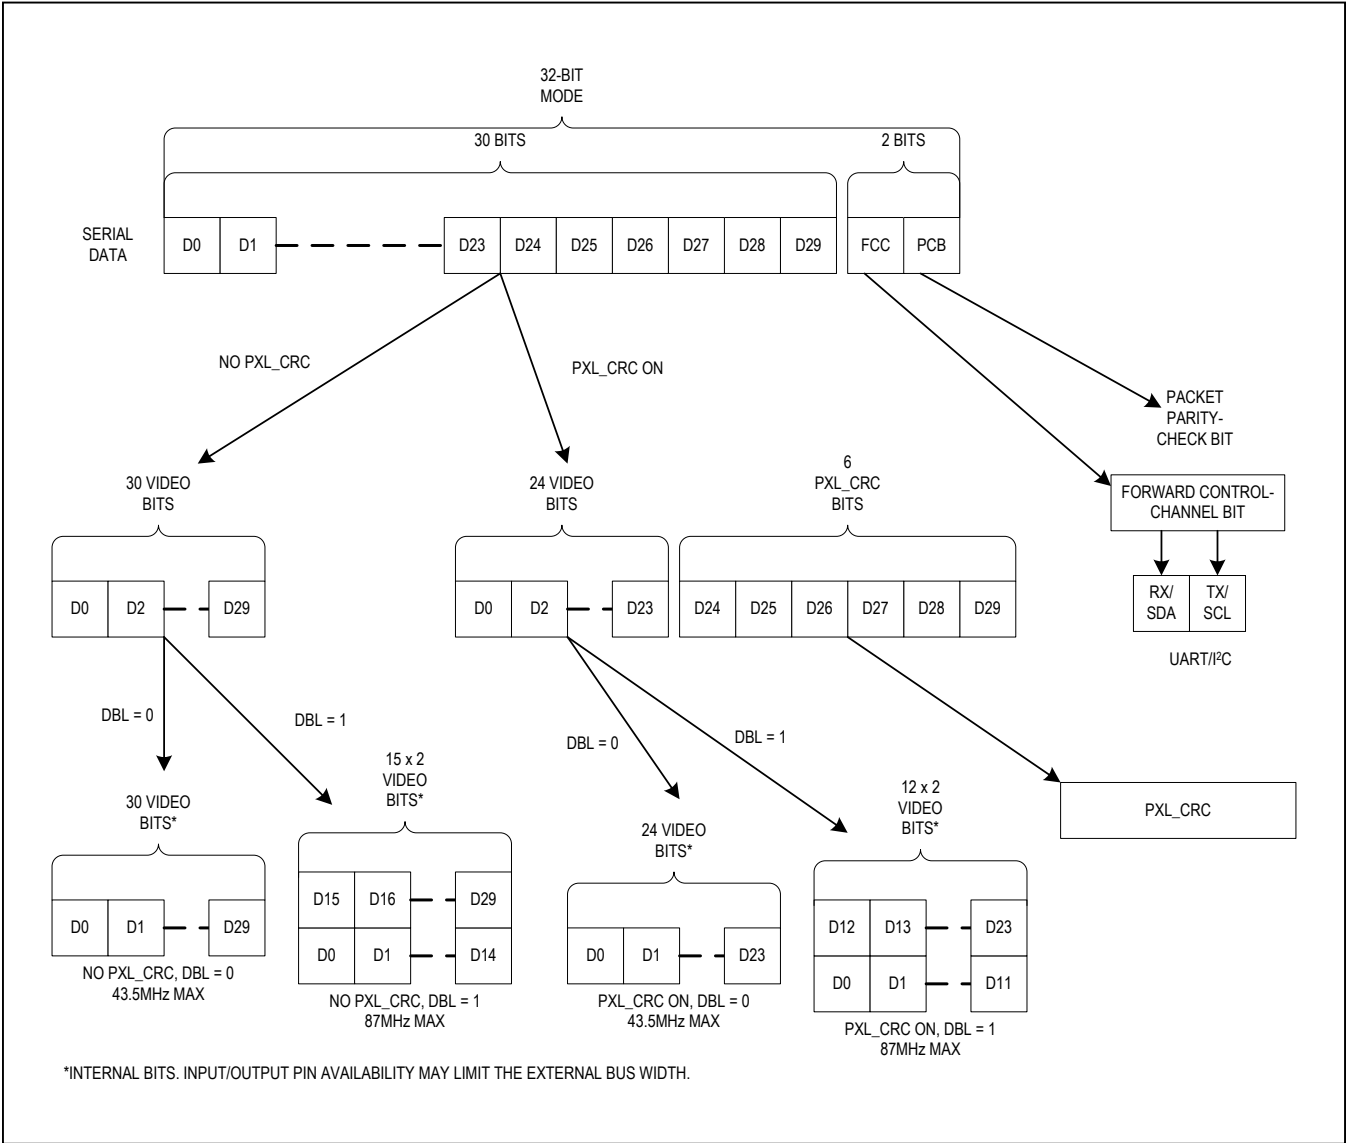 32-BIT
MODE
30 BITS
2 BITS
SERIAL
DATA
D0 D1 D23 D24 D25 D26 D27 D28 D29 FCC PCB
NO PXL_CRC
PXL_CRC ON
PACKET
PARITY-
CHECK BIT
30 VIDEO
BITS
24 VIDEO
BITS
6
PXL_CRC
BITS
FORWARD CONTROL-
CHANNEL BIT
D0 D2 D29
D0 D2 D23
D24 D25 D26 D27 D28 D29
RX/
SDA
TX/
SCL
UART/I²C
DBL = 0
DBL = 1
DBL = 0
DBL = 1
30 VIDEO
BITS*
D0 D1 D29
NO PXL_CRC, DBL = 0
43.5MHz MAX
15 x 2
VIDEO
BITS*
D15 D16 D29
D0 D1 D14
NO PXL_CRC, DBL = 1
87MHz MAX
24 VIDEO
BITS*
D0 D1 D23
PXL_CRC ON, DBL = 0
43.5MHz MAX
12 x 2
VIDEO
BITS*
D12 D13 D23
D0 D1 D11
PXL_CRC ON, DBL = 1
87MHz MAX
PXL_CRC
*INTERNAL BITS. INPUT/OUTPUT PIN AVAILABILITY MAY LIMIT THE EXTERNAL BUS WIDTH.